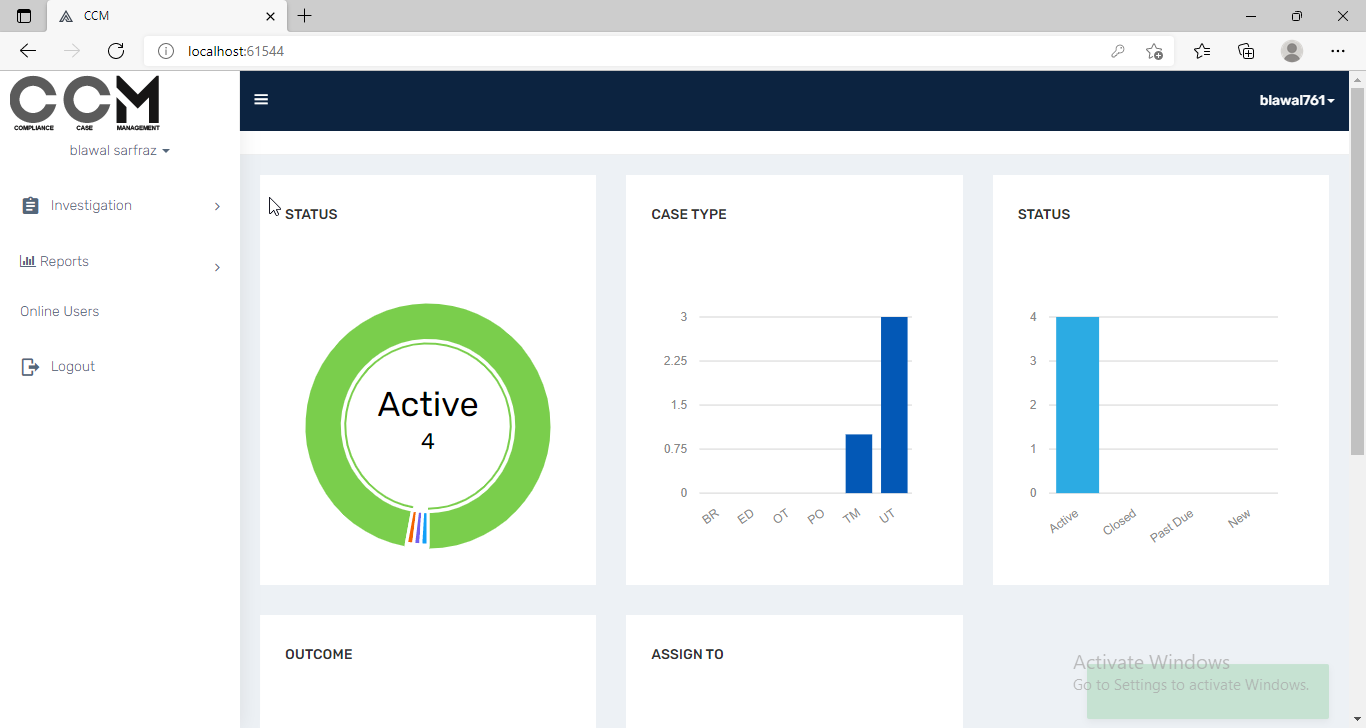 CCM
localhost:61544
CCM
COMPLIANCE CASE MANAGEMENT
blawal761
blawal sarfraz
Investigation
Reports
Online Users
Logout
STATUS
Active
4
CASE TYPE
3
2.25
1.5
0.75
0
BR ED OT PO TM UT
STATUS
4
3
2
1
0
Active Closed Past Due New
OUTCOME
ASSIGN TO
Activate Windows
Go to Settings to activate Windows.